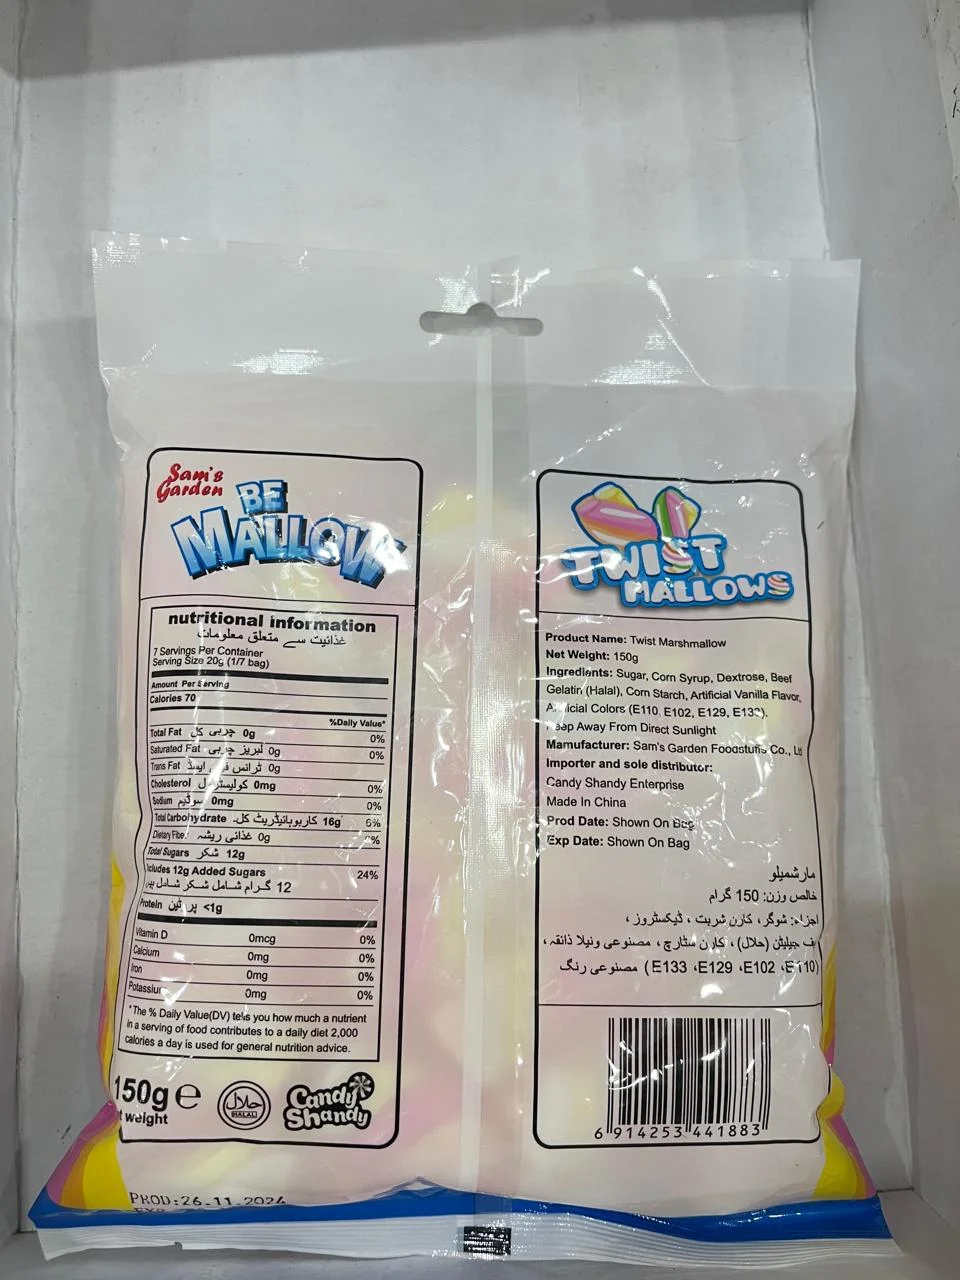 Sam's
Garden
BE
MALLOW
nutritional information
غذائیت سے متعلق معلومات
7 Servings Per Container
Serving Size 20g (1/7 bag)
Amount Per Serving
Calories 70
%Daily Value*
Total Fat چربی کل 0g 0%
Saturated Fat لبریز چربی 0g 0%
Trans Fat ٹرانس 0g
Cholesterol 0mg 0%
Sodium سوڈیم 0mg 0%
Total Carbohydrate کاربوہائیڈریٹ کل۔ 16g 6%
Dietary Fiber غذائی ریشہ 0g
Total Sugars شکر 12g
Includes 12g Added Sugars 24%
12 گرام شامل شکر شامل ہیں
Protein <1g
Vitamin D 0mcg 0%
Calcium 0mg 0%
Iron 0mg 0%
Potassium 0mg 0%
*The % Daily Value(DV) tells you how much a nutrient
in a serving of food contributes to a daily diet 2,000
calories a day is used for general nutrition advice.
150g e
weight
حلال
HALAL
Candy
Shandy
PROD:26.11.2024
TWIST
MALLOWS
Product Name: Twist Marshmallow
Net Weight: 150g
Ingredients: Sugar, Corn Syrup, Dextrose, Beef
Gelatin (Halal), Corn Starch, Artificial Vanilla Flavor,
Artificial Colors (E110, E102, E129, E133).
Keep Away From Direct Sunlight
Mamufacturer: Sam's Garden Foodstuffs Co., Ltd
Importer and sole distributor:
Candy Shandy Enterprise
Made In China
Prod Date: Shown On Bag
Exp Date: Shown On Bag
مارشمیلو
خالص وزن: 150 گرام
اجزاء: شوگر، کارن شربت ، ڈیکسٹروز ،
جیلیٹن (حلال) ، کارن سٹارچ ، مصنوعی ونیلا ذائقہ ،
مصنوعی رنگ (E133 ،E129 ،E102 ،E110)
6 914253 441883